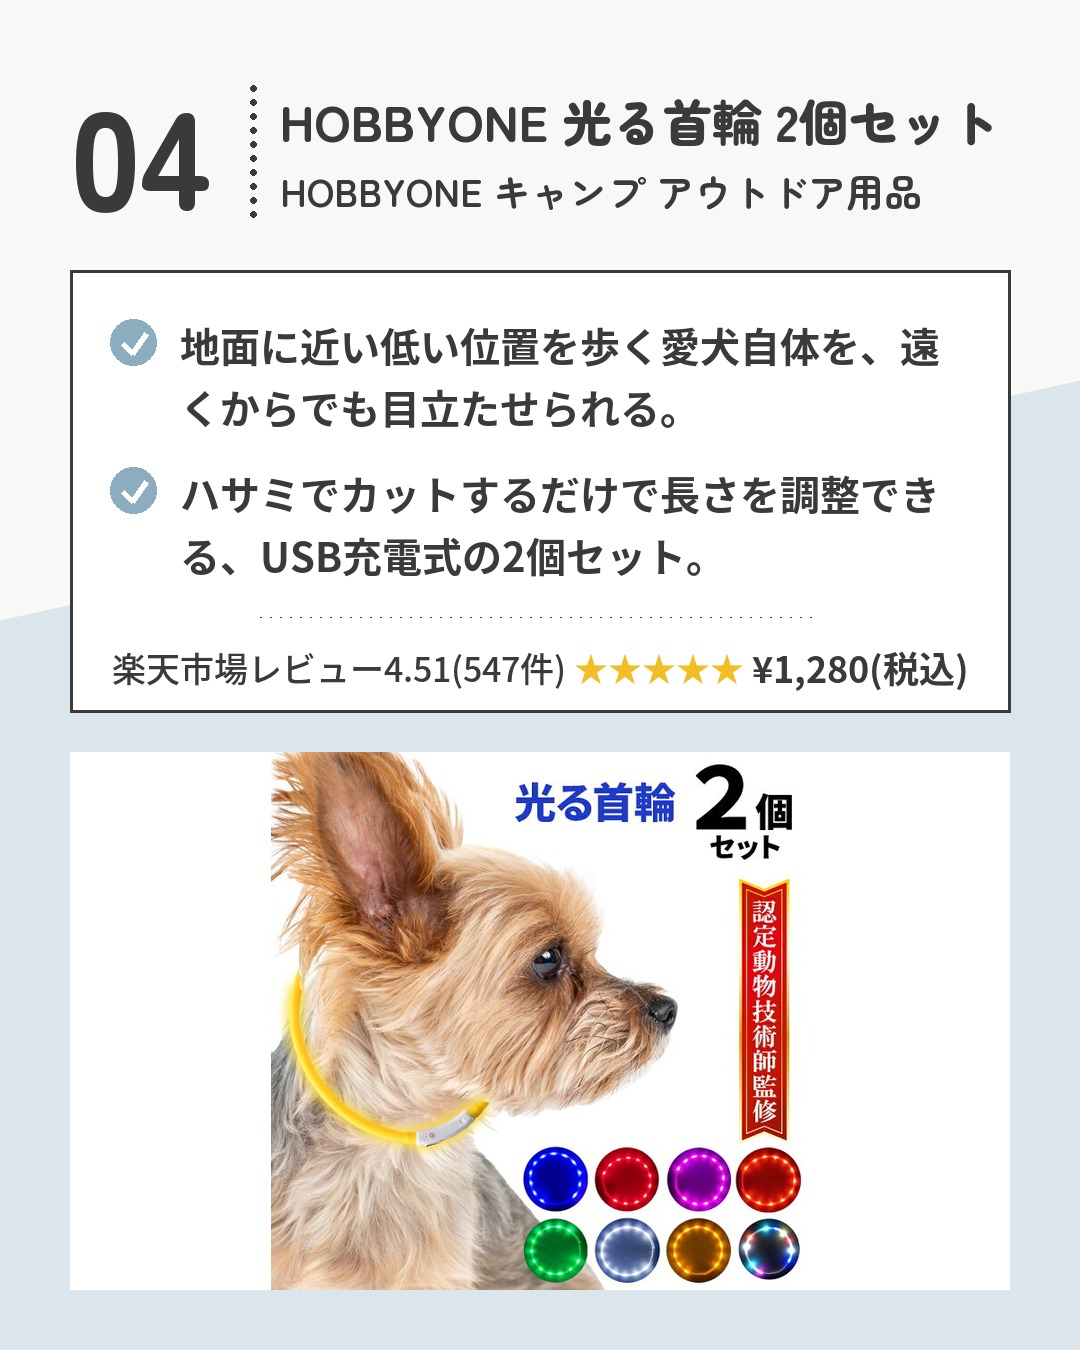 04
HOBBYONE 光る首輪 2個セット
HOBBYONE キャンプ アウトドア用品
地面に近い低い位置を歩く愛犬自体を、遠
くからでも目立たせられる。
ハサミでカットするだけで長さを調整でき
る、USB充電式の2個セット。
楽天市場レビュー4.51(547件) ★★★★★ ¥1,280(税込)
光る首輪 2個
セット
認定動物技術師監修